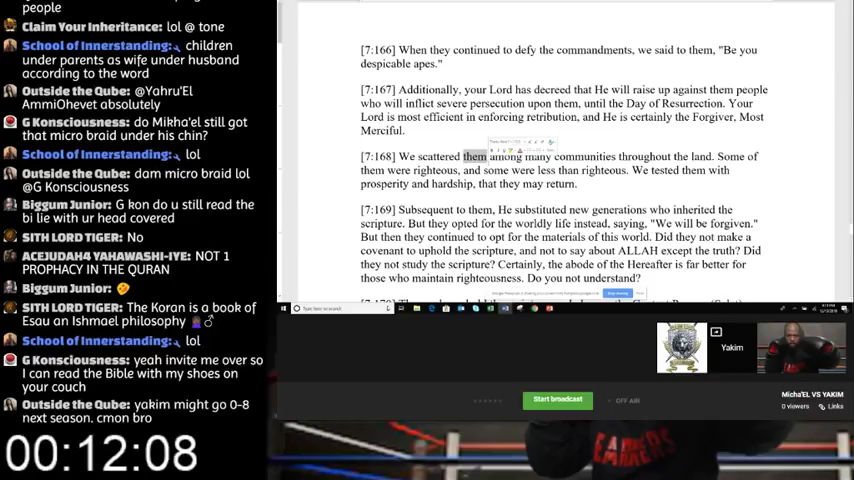 people
Claim Your Inheritance: lol @ tone
School of Innerstanding: children
under parents as wife under husband
according to the word
Outside the Qube: @Yahru'El
AmmiOhevet absolutely
G Konsciousness: do Mikha'el still got
that micro braid under his chin?
School of Innerstanding: lol
Outside the Qube: dam micro braid lol
@G Konsciousness
Biggum Junior: G kon do u still read the
bi lie with ur head covered
SITH LORD TIGER: No
ACEJUDAH4 YAHAWASHI-IYE: NOT 1
PROPHACY IN THE QURAN
Biggum Junior:
SITH LORD TIGER: The Koran is a book of
Esau an Ishmael philosophy
School of Innerstanding: lol
G Konsciousness: yeah invite me over so
I can read the Bible with my shoes on
your couch
Outside the Qube: yakim might go 0-8
next season. cmon bro
00:12:08
[7:166] When they continued to defy the commandments, we said to them, "Be you
despicable apes."
[7:167] Additionally, your Lord has decreed that He will raise up against them people
who will inflict severe persecution upon them, until the Day of Resurrection. Your
Lord is most efficient in enforcing retribution, and He is certainly the Forgiver, Most
Merciful.
[7:168] We scattered them among many communities throughout the land. Some of
them were righteous, and some were less than righteous. We tested them with
prosperity and hardship, that they may return.
[7:169] Subsequent to them, He substituted new generations who inherited the
scripture. But they opted for the worldly life instead, saying, "We will be forgiven."
But then they continued to opt for the materials of this world. Did they not make a
covenant to uphold the scripture, and not to say about ALLAH except the truth? Did
they not study the scripture? Certainly, the abode of the Hereafter is far better for
those who maintain righteousness. Do you not understand?
Type here to search
Yakim
Start broadcast
OFF-AIR
Micha'EL VS YAKIM
0 viewers
Links